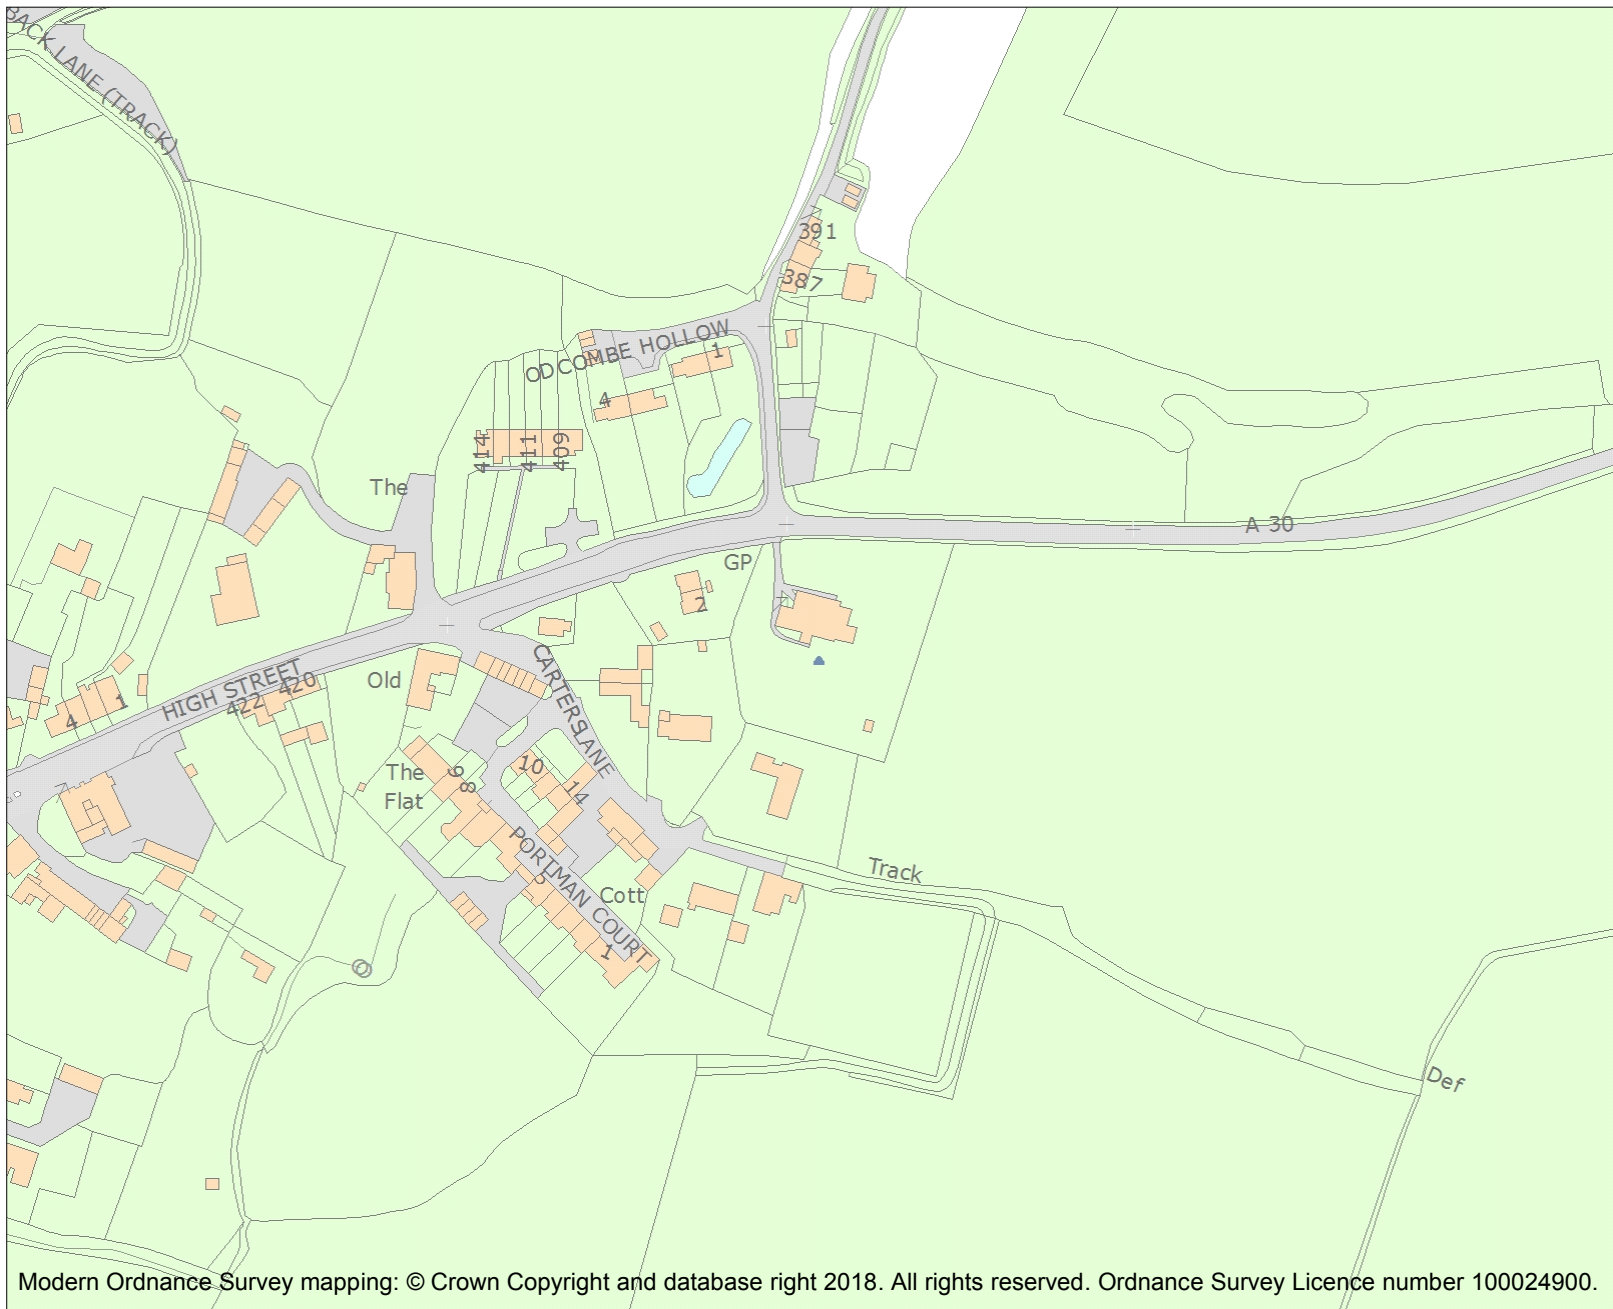 BACK LANE (TRACK)
391
387
ODCOMBE HOLLOW
1
4
414
411
409
The
A 30
GP
2
HIGH STREET
420
422
4
1
Old
CARTERS LANE
The
Flat
9
8
10
14
PORTMAN COURT
Cott
1
Track
Def
Modern Ordnance Survey mapping: © Crown Copyright and database right 2018. All rights reserved. Ordnance Survey Licence number 100024900.